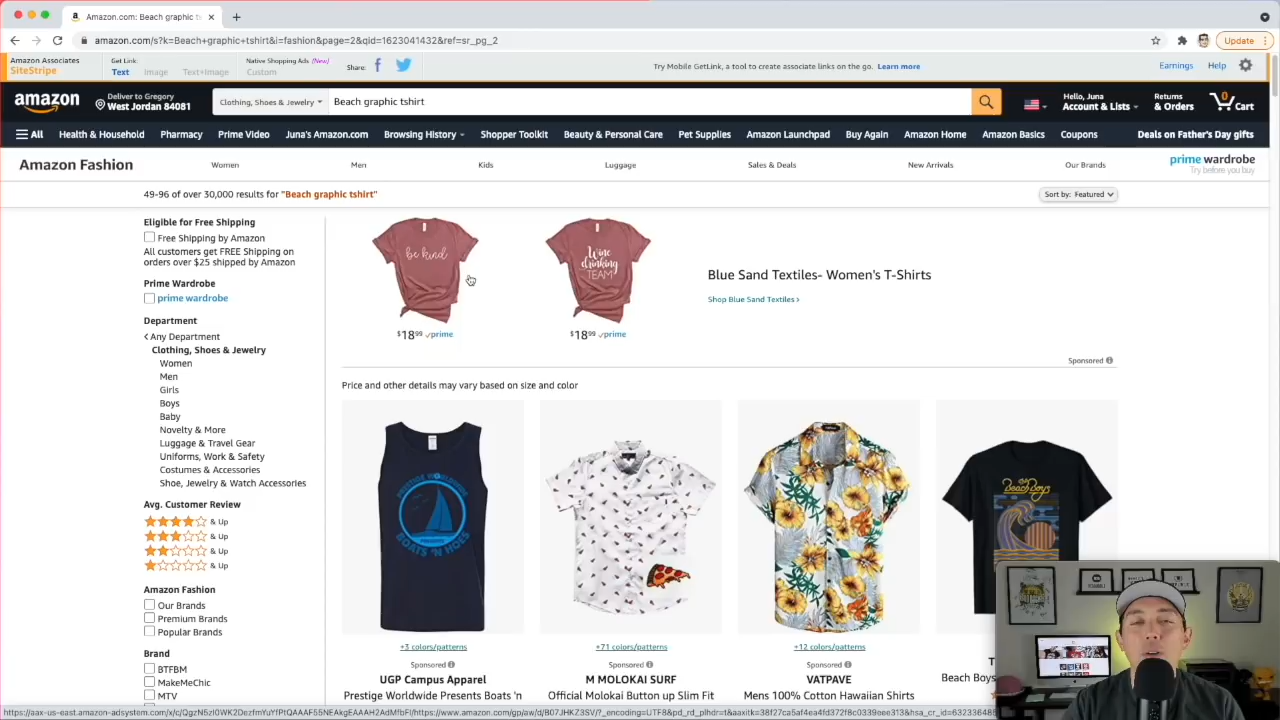 Amazon.com: Beach graphic ts
amazon.com/s?k=Beach+graphic+tshirt&i=fashion&page=2&qid=1623041432&ref=sr_pg_2
Update
Amazon Associates
SiteStripe
Get Link:
Text
Image
Text+Image
Native Shopping Ads (New)
Custom
Share:
Try Mobile GetLink, a tool to create associate links on the go. Learn more
Earnings
Help
amazon
Deliver to Gregory
West Jordan 84081
Clothing, Shoes & Jewelry
Beach graphic tshirt
Hello, Juna
Account & Lists
Returns
& Orders
0
Cart
All
Health & Household
Pharmacy
Prime Video
Juna's Amazon.com
Browsing History
Shopper Toolkit
Beauty & Personal Care
Pet Supplies
Amazon Launchpad
Buy Again
Amazon Home
Amazon Basics
Coupons
Deals on Father's Day gifts
Amazon Fashion
Women
Men
Kids
Luggage
Sales & Deals
New Arrivals
Our Brands
prime wardrobe
Try before you buy
49-96 of over 30,000 results for "Beach graphic tshirt"
Sort by: Featured
Eligible for Free Shipping
Free Shipping by Amazon
All customers get FREE Shipping on
orders over $25 shipped by Amazon
Prime Wardrobe
prime wardrobe
Department
Any Department
Clothing, Shoes & Jewelry
Women
Men
Girls
Boys
Baby
Novelty & More
Luggage & Travel Gear
Uniforms, Work & Safety
Costumes & Accessories
Shoe, Jewelry & Watch Accessories
Avg. Customer Review
& Up
& Up
& Up
& Up
Amazon Fashion
Our Brands
Premium Brands
Popular Brands
Brand
BTFBM
MakeMeChic
MTV
be kind
$18.99 prime
Wine
drinking
TEAM
$18.99 prime
Blue Sand Textiles- Women's T-Shirts
Shop Blue Sand Textiles >
Sponsored
Price and other details may vary based on size and color
PRESTIGE WORLDWIDE
PRESENTS
BOATS 'N HOES
Beach Boys
+3 colors/patterns
Sponsored
UGP Campus Apparel
Prestige Worldwide Presents Boats 'n
+71 colors/patterns
Sponsored
M MOLOKAI SURF
Official Molokai Button up Slim Fit
+12 colors/patterns
Sponsored
VATPAVE
Mens 100% Cotton Hawaiian Shirts
T
Beach Boys